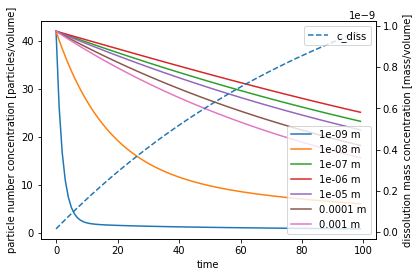 1e−9
particle number concentration [particles/volume]
40
30
20
10
0
0
20
40
60
80
100
time
1.0
0.8
0.6
0.4
0.2
0.0
dissolution mass concentration [mass/volume]
c_diss
1e-09 m
1e-08 m
1e-07 m
1e-06 m
1e-05 m
0.0001 m
0.001 m